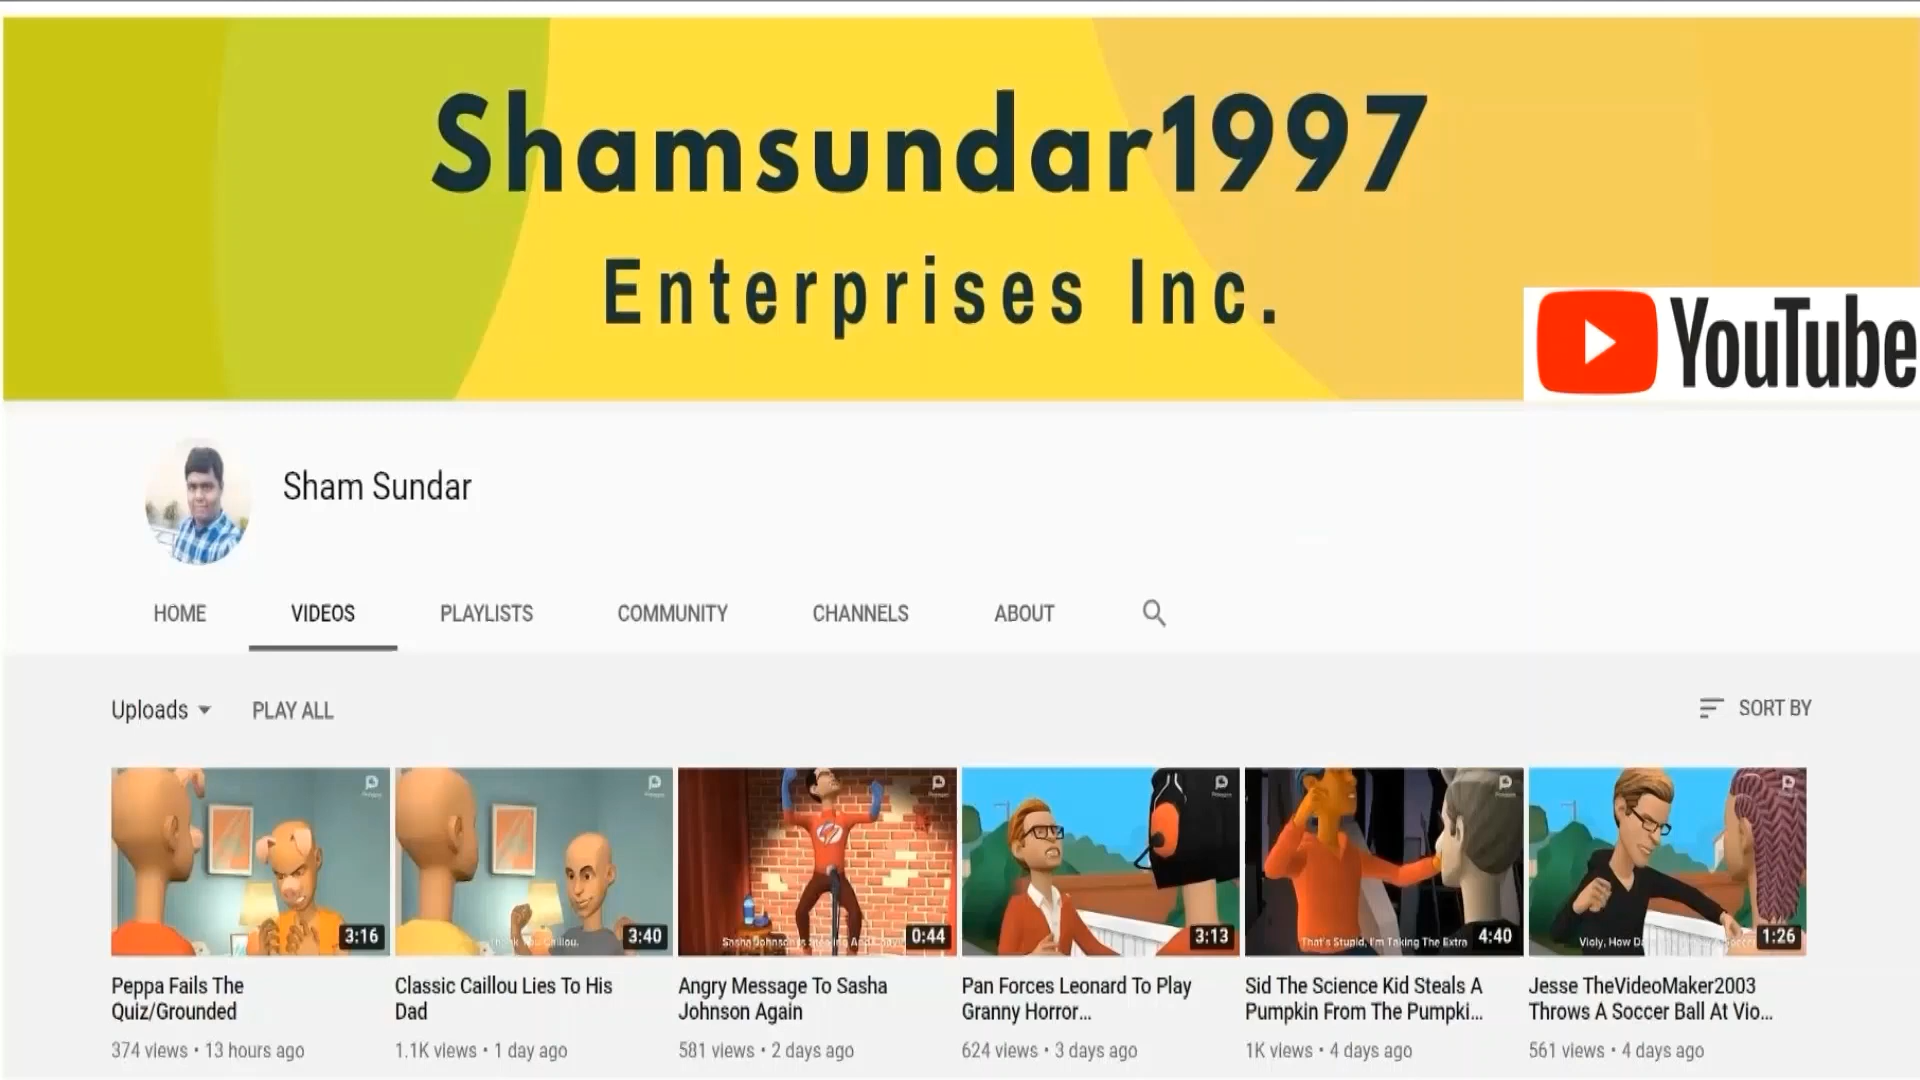 Shamsundar1997
Enterprises Inc.
YouTube
Sham Sundar
HOME VIDEOS PLAYLISTS COMMUNITY CHANNELS ABOUT
Uploads PLAY ALL SORT BY
3:16 3:40 0:44 3:13 4:40 1:26
That's Stupid, I'm Taking The Extra
Peppa Fails The
Quiz/Grounded
374 views • 13 hours ago
Classic Caillou Lies To His
Dad
1.1K views • 1 day ago
Angry Message To Sasha
Johnson Again
581 views • 2 days ago
Pan Forces Leonard To Play
Granny Horror...
624 views • 3 days ago
Sid The Science Kid Steals A
Pumpkin From The Pumpki...
1K views • 4 days ago
Jesse TheVideoMaker2003
Throws A Soccer Ball At Vio...
561 views • 4 days ago